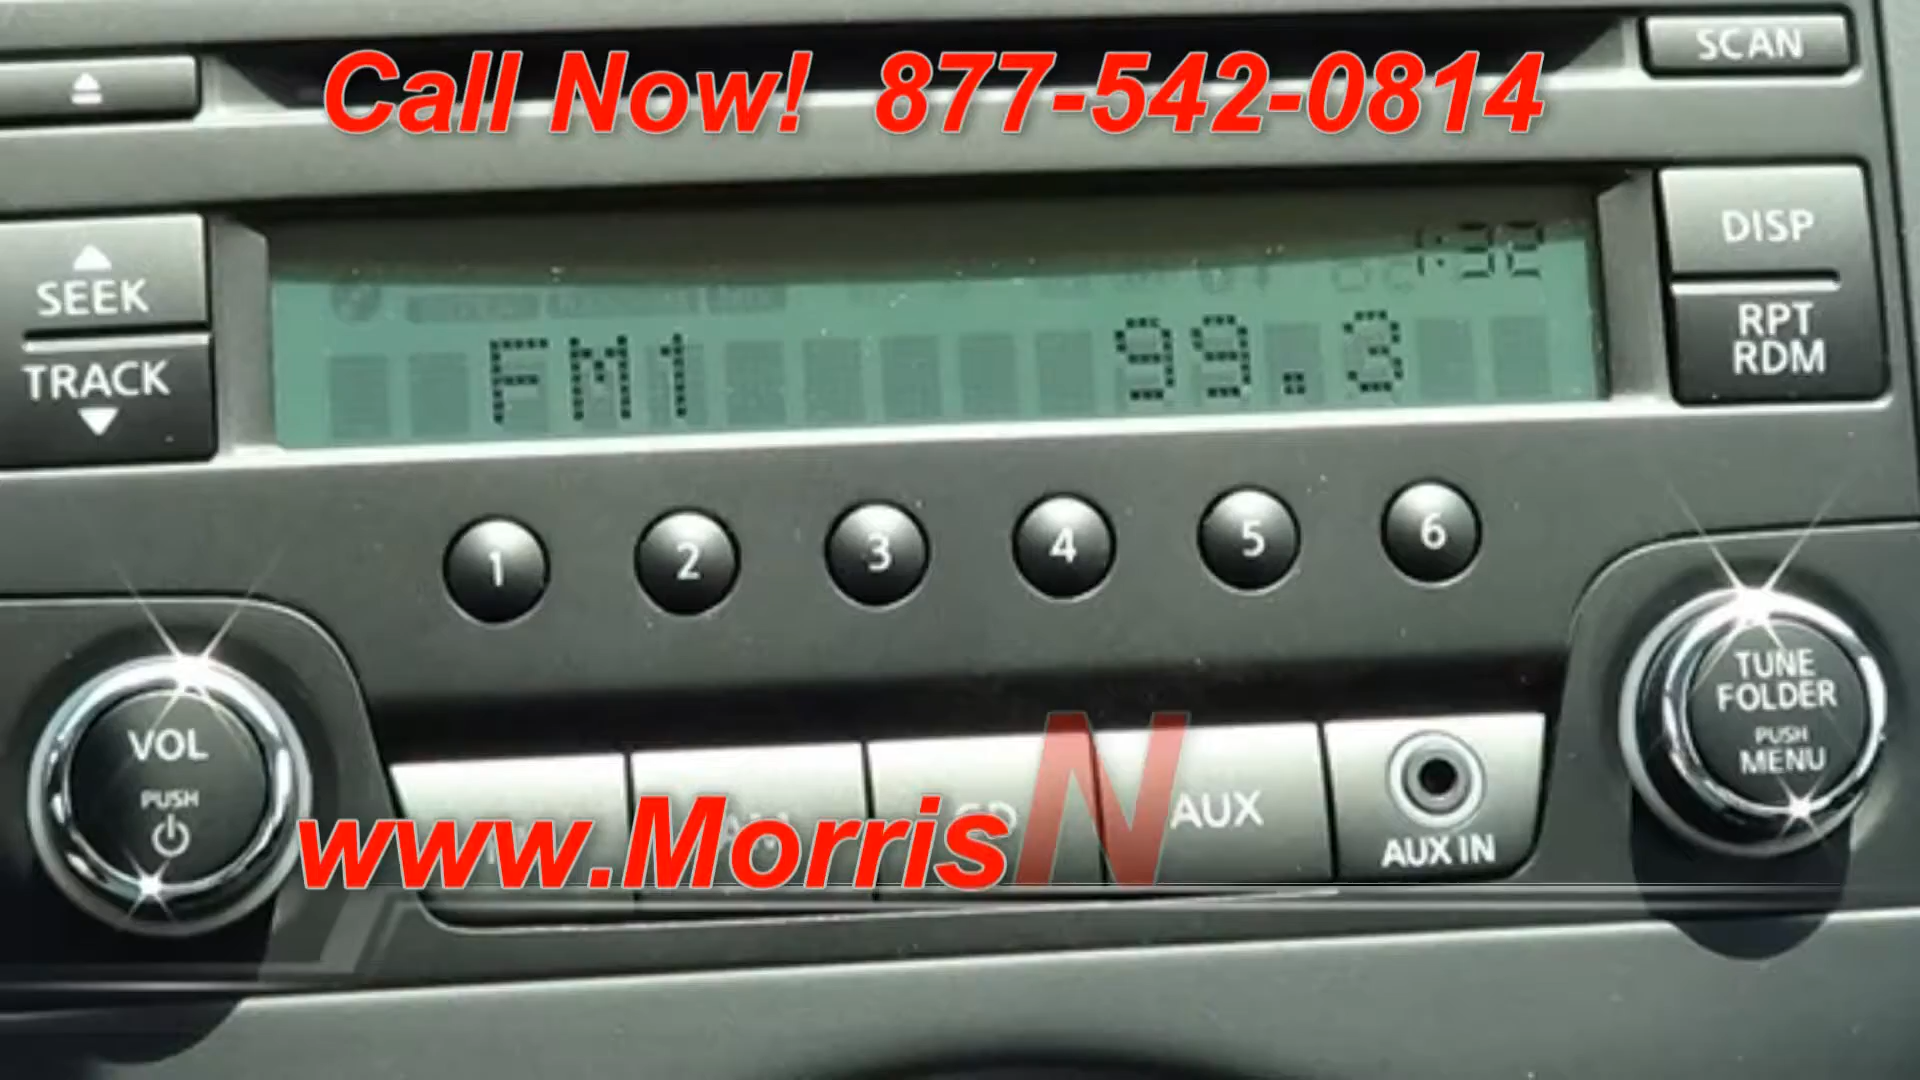 Call Now! 877-542-0814
SCAN
DISP
SEEK
TRACK
RPT
RDM
FM1 99.3
1 2 3 4 5 6
VOL
PUSH
TUNE
FOLDER
PUSH
MENU
www.MorrisN
AUX
AUX IN